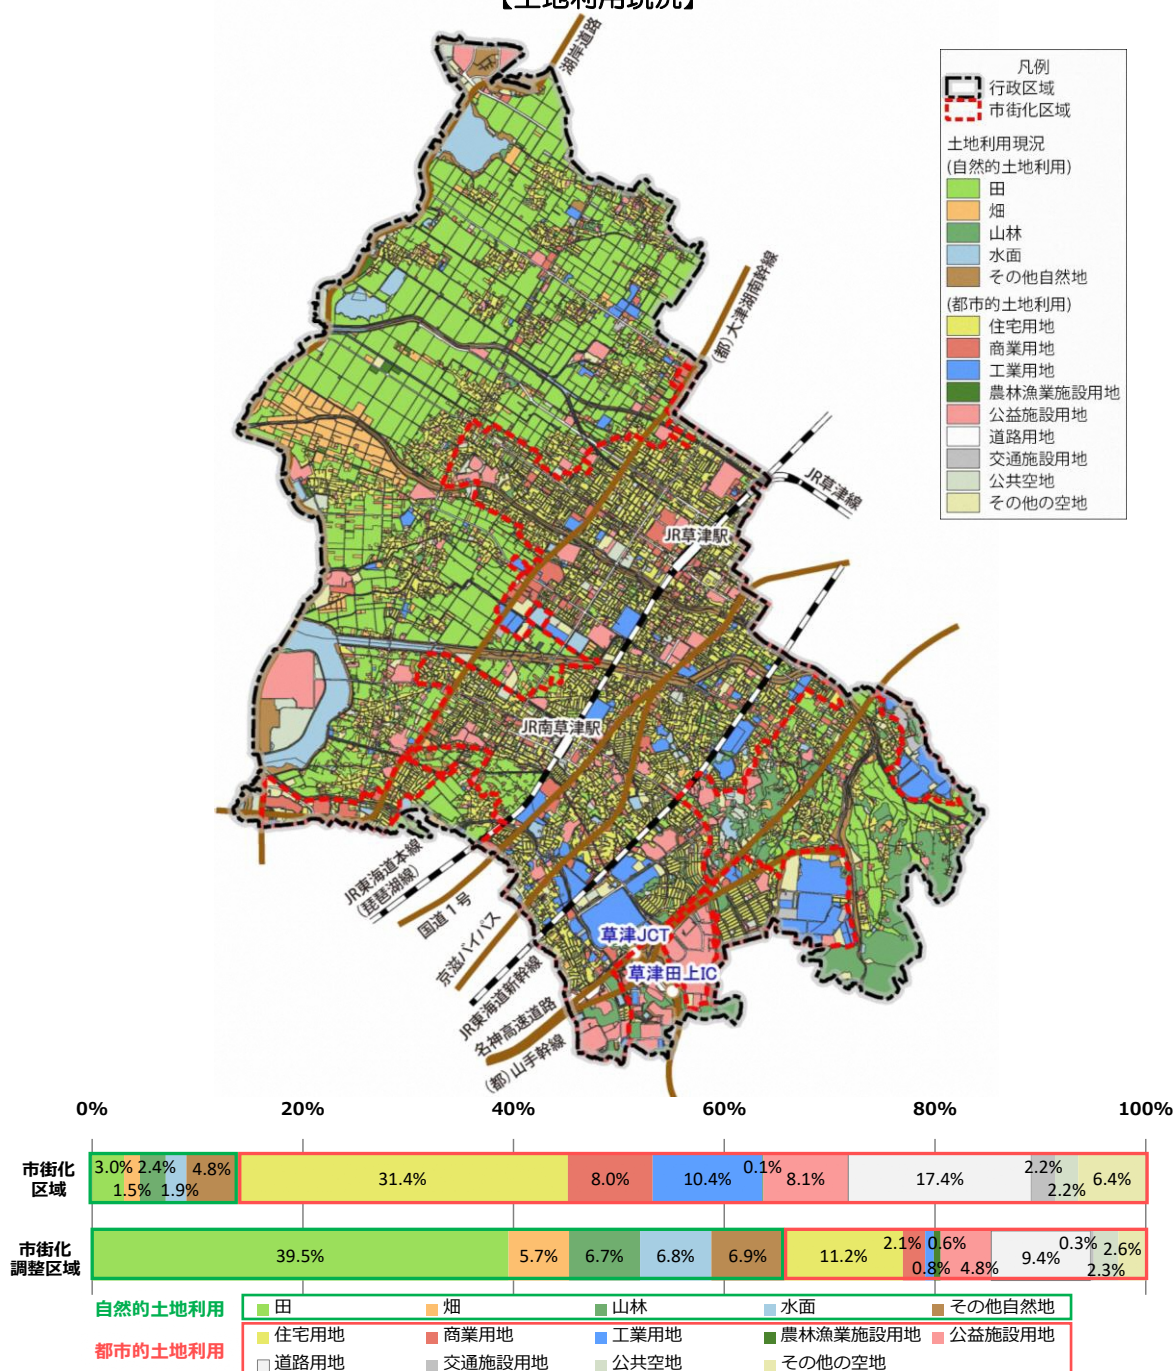 【土地利用現況】
湖岸道路
凡例
行政区域
市街化区域
土地利用現況
(自然的土地利用)
田
畑
山林
水面
その他自然地
(都市的土地利用)
住宅用地
商業用地
工業用地
農林漁業施設用地
公益施設用地
道路用地
交通施設用地
公共空地
その他の空地
(都)大津湖南幹線
JR草津線
JR草津駅
JR南草津駅
JR東海道本線
(琵琶湖線)
国道1号
京滋バイパス
JR東海道新幹線
名神高速道路
(都)山手幹線
草津JCT
草津田上IC
0% 20% 40% 60% 80% 100%
市街化
区域
3.0% 1.5% 2.4% 1.9% 4.8% 31.4% 8.0% 10.4% 0.1% 8.1% 17.4% 2.2% 2.2% 6.4%
市街化
調整区域
39.5% 5.7% 6.7% 6.8% 6.9% 11.2% 2.1% 0.8% 0.6% 4.8% 9.4% 0.3% 2.3% 2.6%
自然的土地利用 田 畑 山林 水面 その他自然地
都市的土地利用
住宅用地 商業用地 工業用地 農林漁業施設用地 公益施設用地
道路用地 交通施設用地 公共空地 その他の空地